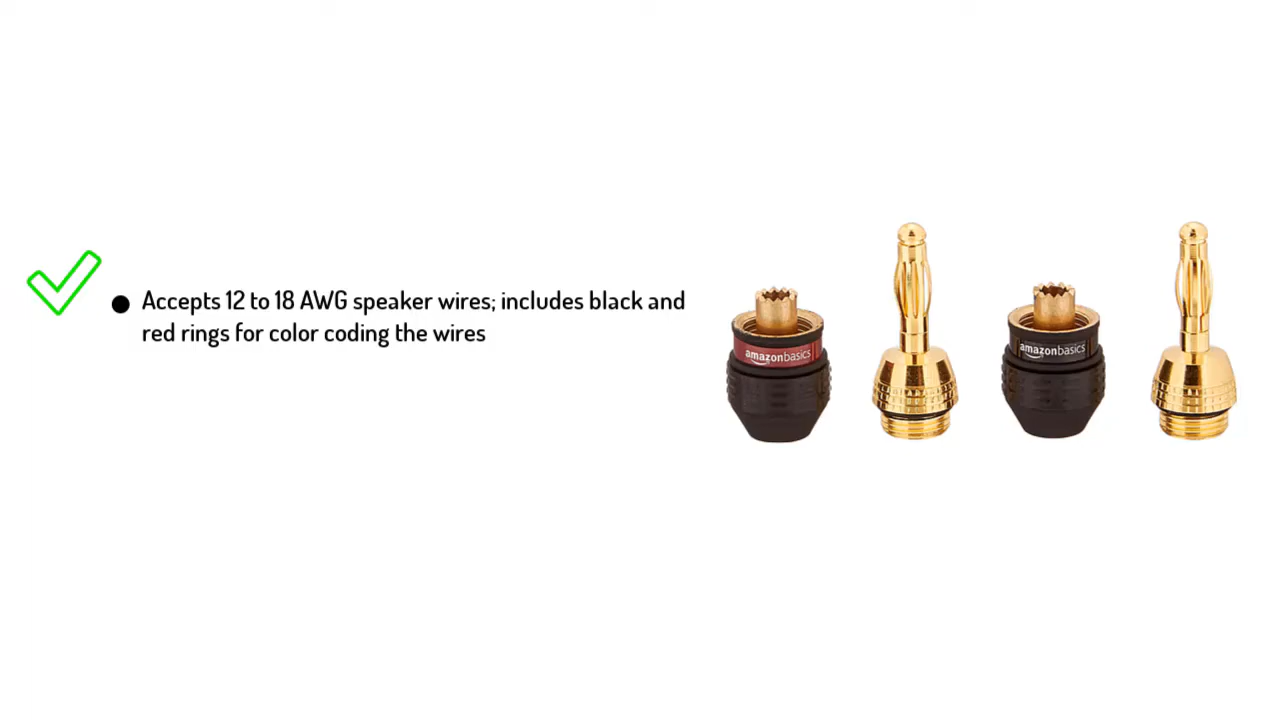 Accepts 12 to 18 AWG speaker wires; includes black and
red rings for color coding the wires
amazonbasics
amazonbasics